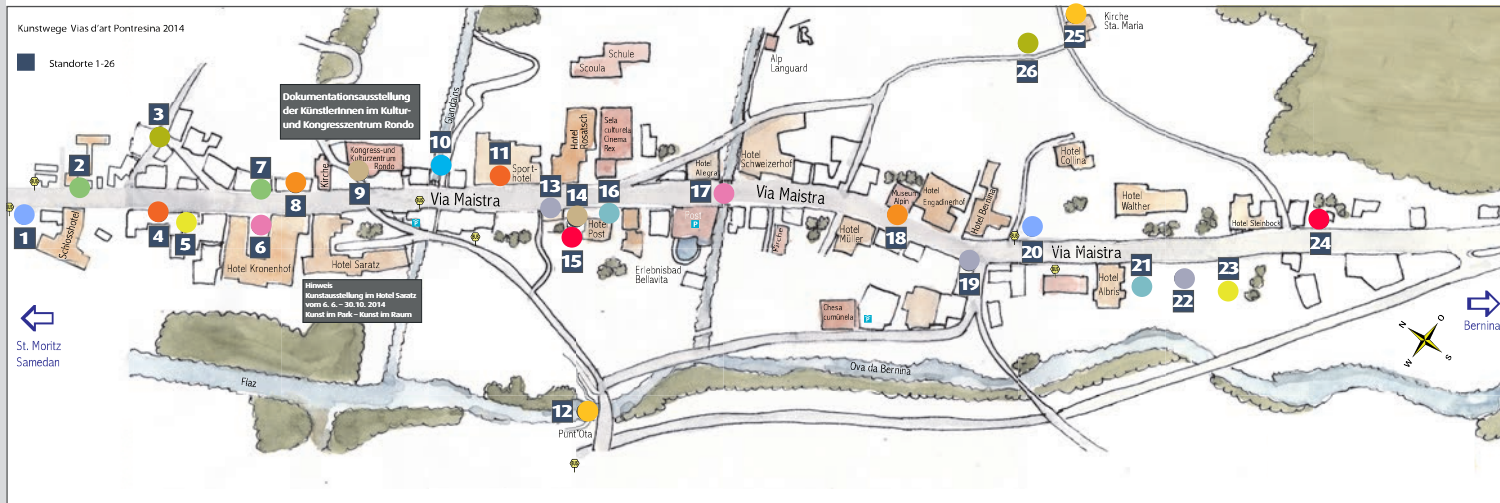 Kunstwege Vias d'art Pontresina 2014
Standorte 1-26
Kirche
Sta. Maria
25
26
Alp
Languard
Schule
Scoula
Dokumentationsausstellung
der KünstlerInnen im Kultur-
und Kongresszentrum Rondo
3
10
Hotel
Rosatsch
Sela
culturela
Cinema
Rex
Kongress-und
Kulturzentrum
Rondo
Kirche
11
Sport-
hotel
2
7
8
9
13
14
16
17
Hotel
Allegra
Hotel
Schweizerhof
Hotel
Collina
Museum
Alpin
Hotel
Engadinerhof
Hotel Bernina
Hotel
Walther
Hotel Steinbock
Via Maistra
Via Maistra
Via Maistra
1
Schlosshotel
4
5
6
Hotel Kronenhof
Hotel Saratz
15
Hotel
Post
Post
P
P
Erlebnisbad
Bellavita
Kirche
Hotel
Müller
18
19
20
Hotel
Albris
21
22
23
24
Hinweis
Kunstausstellung im Hotel Saratz
vom 6. 6. – 30.10. 2014
Kunst im Park – Kunst im Raum
Chesa
cumünela
P
St. Moritz
Samedan
Bernina
N
O
W
S
Flaz
Ova da Bernina
12
Punt'Ota